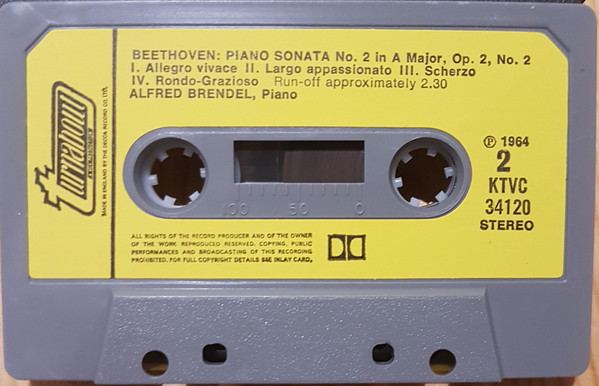 BEETHOVEN: PIANO SONATA No. 2 in A Major, Op. 2, No. 2
I. Allegro vivace II. Largo appassionato III. Scherzo
IV. Rondo-Grazioso Run-off approximately 2.30
ALFRED BRENDEL, Piano
Turnabout
MADE IN ENGLAND BY THE DECCA RECORD CO. LTD.
℗ 1964
2
KTVC
34120
STEREO
100 50 0
ALL RIGHTS OF THE RECORD PRODUCER AND OF THE OWNER
OF THE WORK REPRODUCED RESERVED. COPYING, PUBLIC
PERFORMANCES AND BROADCASTING OF THIS RECORDING
PROHIBITED. FOR FULL COPYRIGHT DETAILS SEE INLAY CARD.